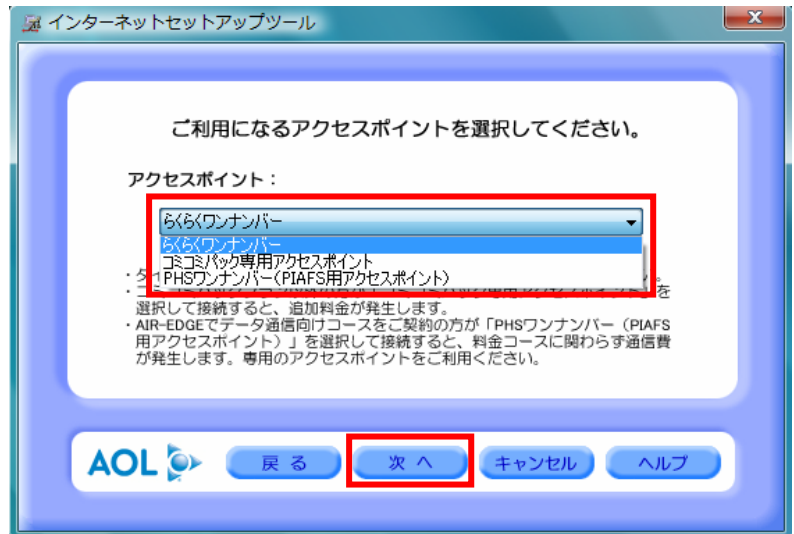 インターネットセットアップツール
ご利用になるアクセスポイントを選択してください。
アクセスポイント：
らくらくワンナンバー
らくらくワンナンバー
コミコミパック専用アクセスポイント
PHSワンナンバー(PIAFS用アクセスポイント)
選択して接続すると、追加料金が発生します。
・AIR-EDGEでデータ通信向けコースをご契約の方が「PHSワンナンバー（PIAFS
用アクセスポイント）」を選択して接続すると、料金コースに関わらず通信費
が発生します。専用のアクセスポイントをご利用ください。
AOL
戻る
次へ
キャンセル
ヘルプ